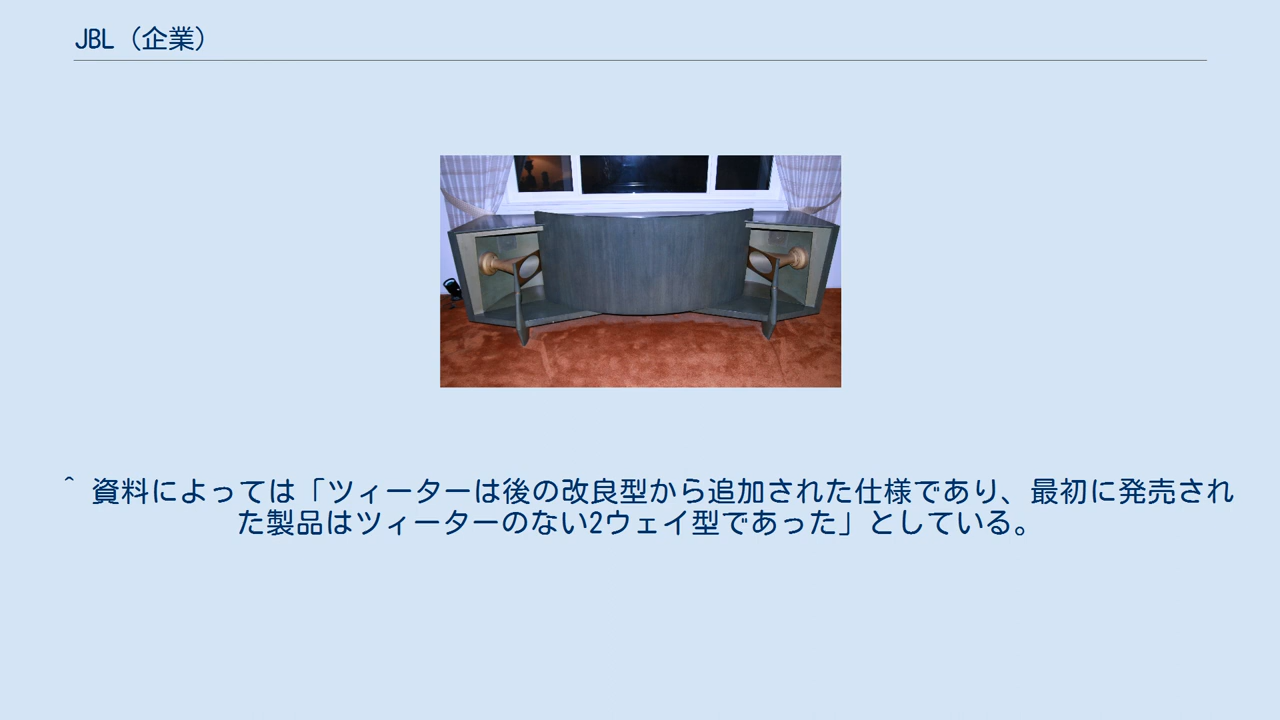 JBL（企業）
^ 資料によっては「ツィーターは後の改良型から追加された仕様であり、最初に発売され
た製品はツィーターのない2ウェイ型であった」としている。